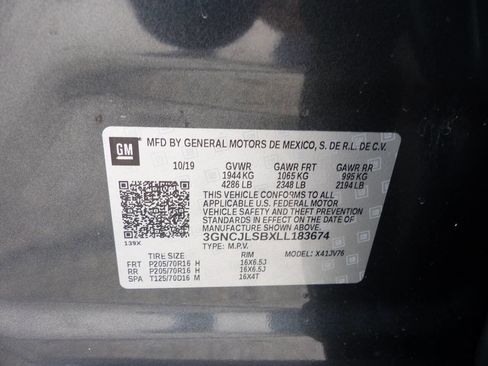 GM
MFD BY GENERAL MOTORS DE MEXICO, S. DE R.L. DE C.V.
10/19 GVWR GAWR FRT GAWR RR
1944 KG 1065 KG 995 KG
4286 LB 2348 LB 2194 LB
THIS VEHICLE CONFORMS TO ALL
APPLICABLE U.S. FEDERAL MOTOR
VEHICLE SAFETY AND THEFT PREVENTION
STANDARDS IN EFFECT ON THE DATE
OF MANUFACTURE SHOWN ABOVE.
3GNCJLSBXLL183674
139X
TYPE: M.P.V. MODEL: X41JV76
TIRE SIZE RIM
FRT P205/70R16 H 16X6.5J
RR P205/70R16 H 16X6.5J
SPA T125/70D16 M 16X4T